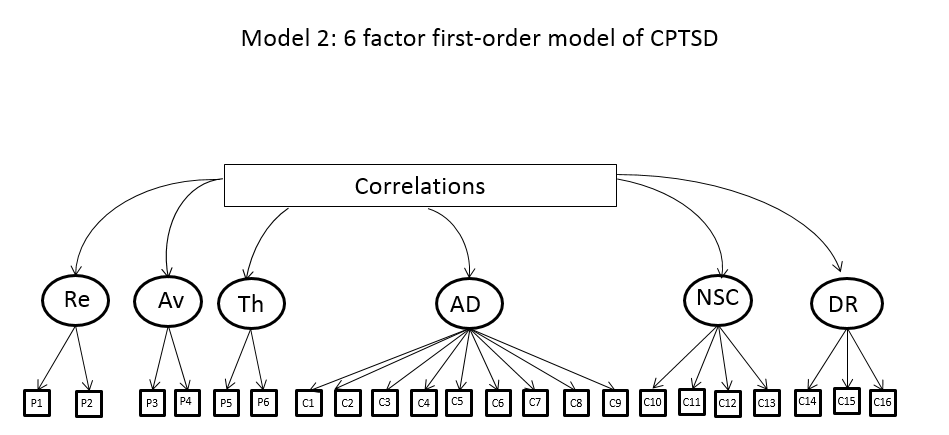 Model 2: 6 factor first-order model of CPTSD
Correlations
Re Av Th AD NSC DR
P1 P2 P3 P4 P5 P6 C1 C2 C3 C4 C5 C6 C7 C8 C9 C10 C11 C12 C13 C14 C15 C16